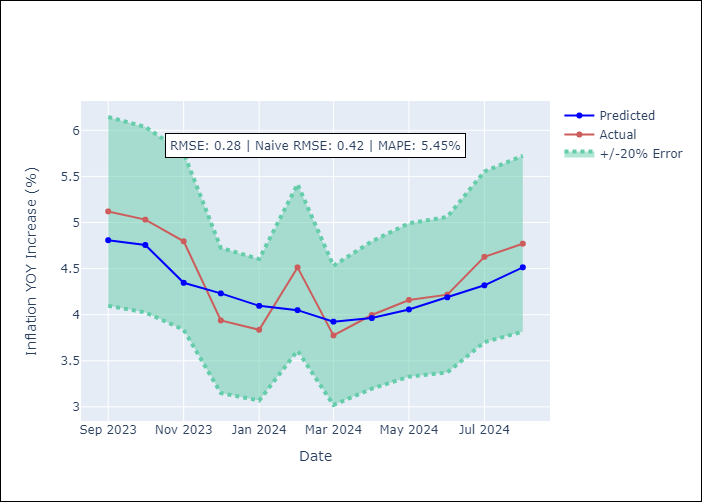 RMSE: 0.28 | Naive RMSE: 0.42 | MAPE: 5.45%
Predicted
Actual
+/-20% Error
Inflation YOY Increase (%)
6
5.5
5
4.5
4
3.5
3
Sep 2023
Nov 2023
Jan 2024
Mar 2024
May 2024
Jul 2024
Date